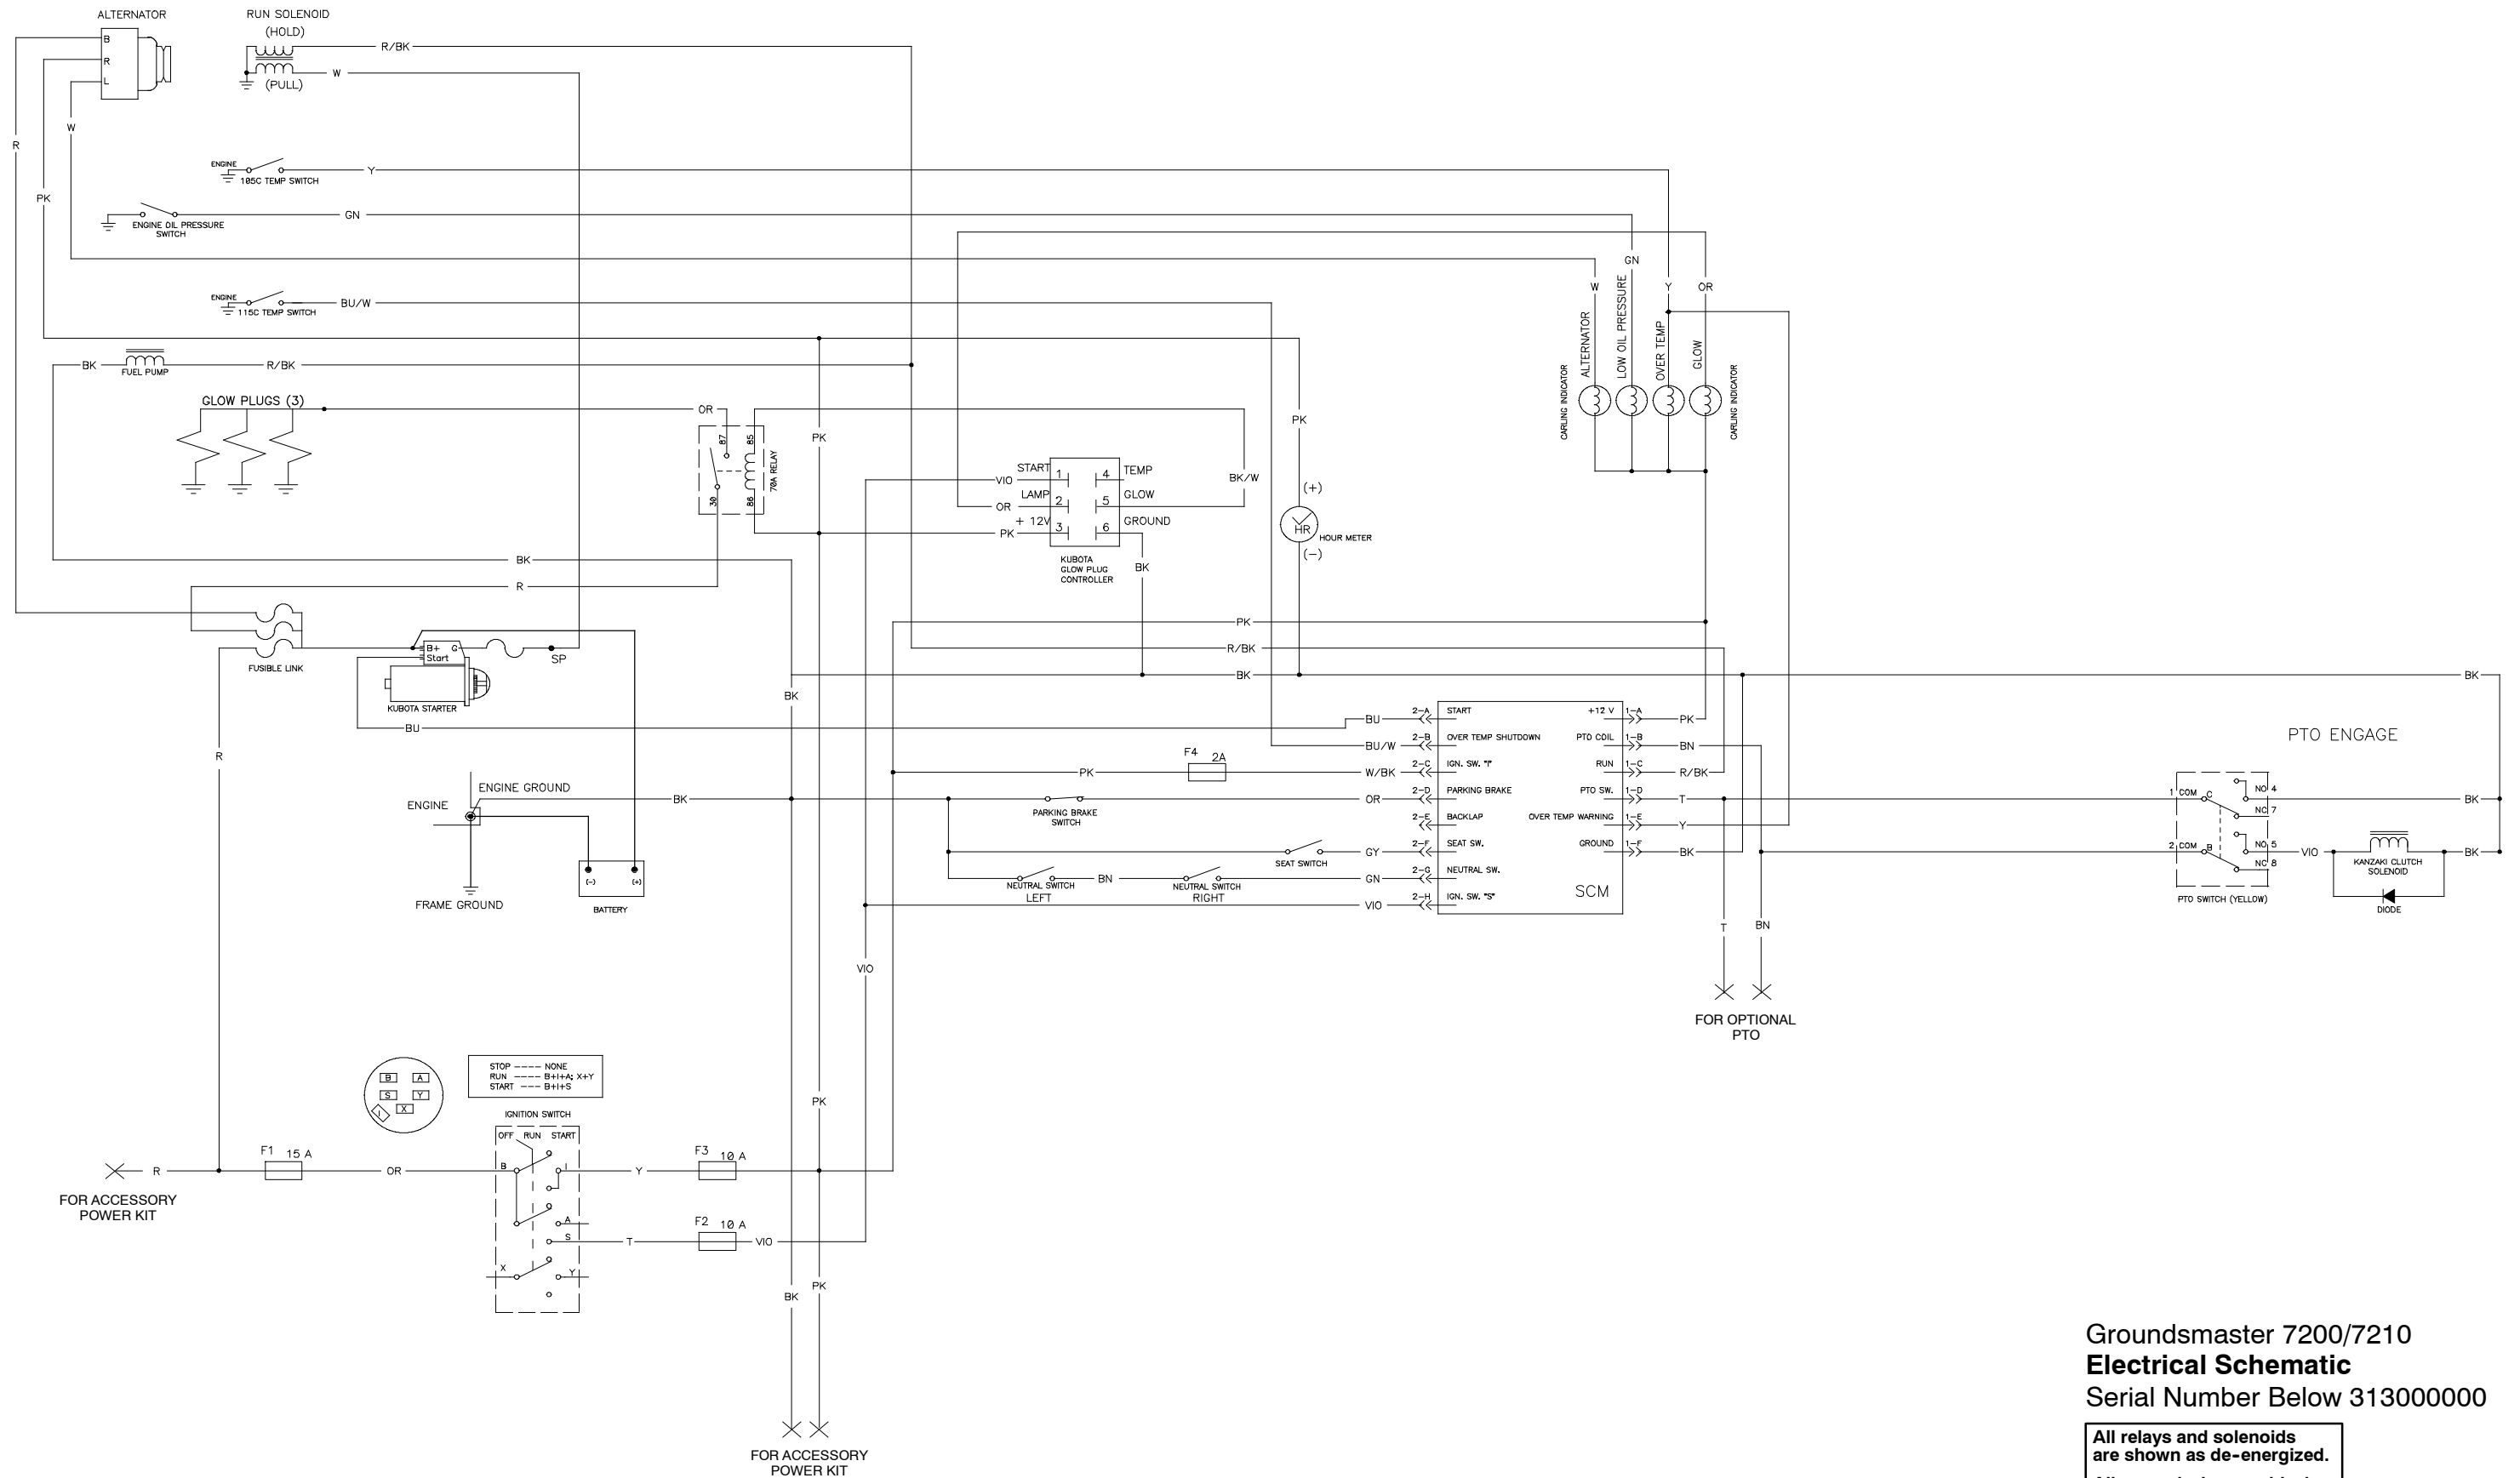 ALTERNATOR
B
R
L
RUN SOLENOID
(HOLD)
R/BK
W
(PULL)
R
W
PK
ENGINE
105C TEMP SWITCH
Y
GN
ENGINE OIL PRESSURE
SWITCH
ENGINE
115C TEMP SWITCH
BU/W
BK
FUEL PUMP
R/BK
GLOW PLUGS (3)
OR
87
85
30
86
70A RELAY
PK
START
VIO
1
4
TEMP
LAMP
OR
2
5
GLOW
+ 12V
PK
3
6
GROUND
KUBOTA
GLOW PLUG
CONTROLLER
BK
BK/W
PK
(+)
HR
HOUR METER
(-)
W
GN
Y
OR
ALTERNATOR
LOW OIL PRESSURE
OVER TEMP
GLOW
CARLING INDICATOR
CARLING INDICATOR
BK
R
FUSIBLE LINK
B+
G
Start
SP
KUBOTA STARTER
BU
R
PK
R/BK
BK
BK
BK
ENGINE GROUND
ENGINE
BK
FRAME GROUND
(-)
(+)
BATTERY
F4
2A
PK
PARKING BRAKE
SWITCH
SEAT SWITCH
NEUTRAL SWITCH
LEFT
BN
NEUTRAL SWITCH
RIGHT
BU
2-A
START
BU/W
2-B
OVER TEMP SHUTDOWN
W/BK
2-C
IGN. SW. "I"
OR
2-D
PARKING BRAKE
2-E
BACKLAP
GY
2-F
SEAT SW.
GN
2-G
NEUTRAL SW.
VIO
2-H
IGN. SW. "S"
+12 V
1-A
PK
PTO COIL
1-B
BN
RUN
1-C
R/BK
PTO SW.
1-D
T
OVER TEMP WARNING
1-E
Y
GROUND
1-F
BK
SCM
T
BN
FOR OPTIONAL
PTO
PTO ENGAGE
1 COM
C
NO 4
NC 7
BK
2 COM
B
NO 5
NC 8
VIO
KANZAKI CLUTCH
SOLENOID
BK
PTO SWITCH (YELLOW)
DIODE
VIO
B
A
S
Y
I
X
STOP ---- NONE
RUN ---- B+I+A; X+Y
START --- B+I+S
IGNITION SWITCH
OFF RUN START
R
F1
15 A
OR
B
I
Y
F3
10 A
A
S
T
F2
10 A
VIO
X
Y
PK
BK
PK
FOR ACCESSORY
POWER KIT
FOR ACCESSORY
POWER KIT
Groundsmaster 7200/7210
Electrical Schematic
Serial Number Below 313000000
All relays and solenoids
are shown as de-energized.